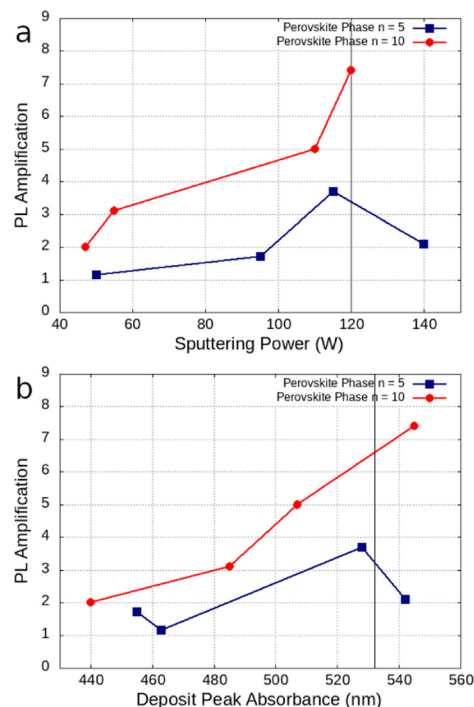 a
9
8
7
6
5
4
3
2
1
0
PL Amplification
Perovskite Phase n = 5
Perovskite Phase n = 10
40 60 80 100 120 140
Sputtering Power (W)
b
9
8
7
6
5
4
3
2
1
0
PL Amplification
Perovskite Phase n = 5
Perovskite Phase n = 10
440 460 480 500 520 540 560
Deposit Peak Absorbance (nm)